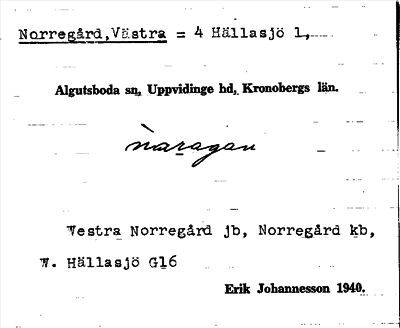 Norregård, Västra = 4 Hällasjö 1,
Algutsboda sn, Uppvidinge hd, Kronobergs län.
Vestra Norregård jb, Norregård kb,
V. Hällasjö G16
Erik Johannesson 1940.